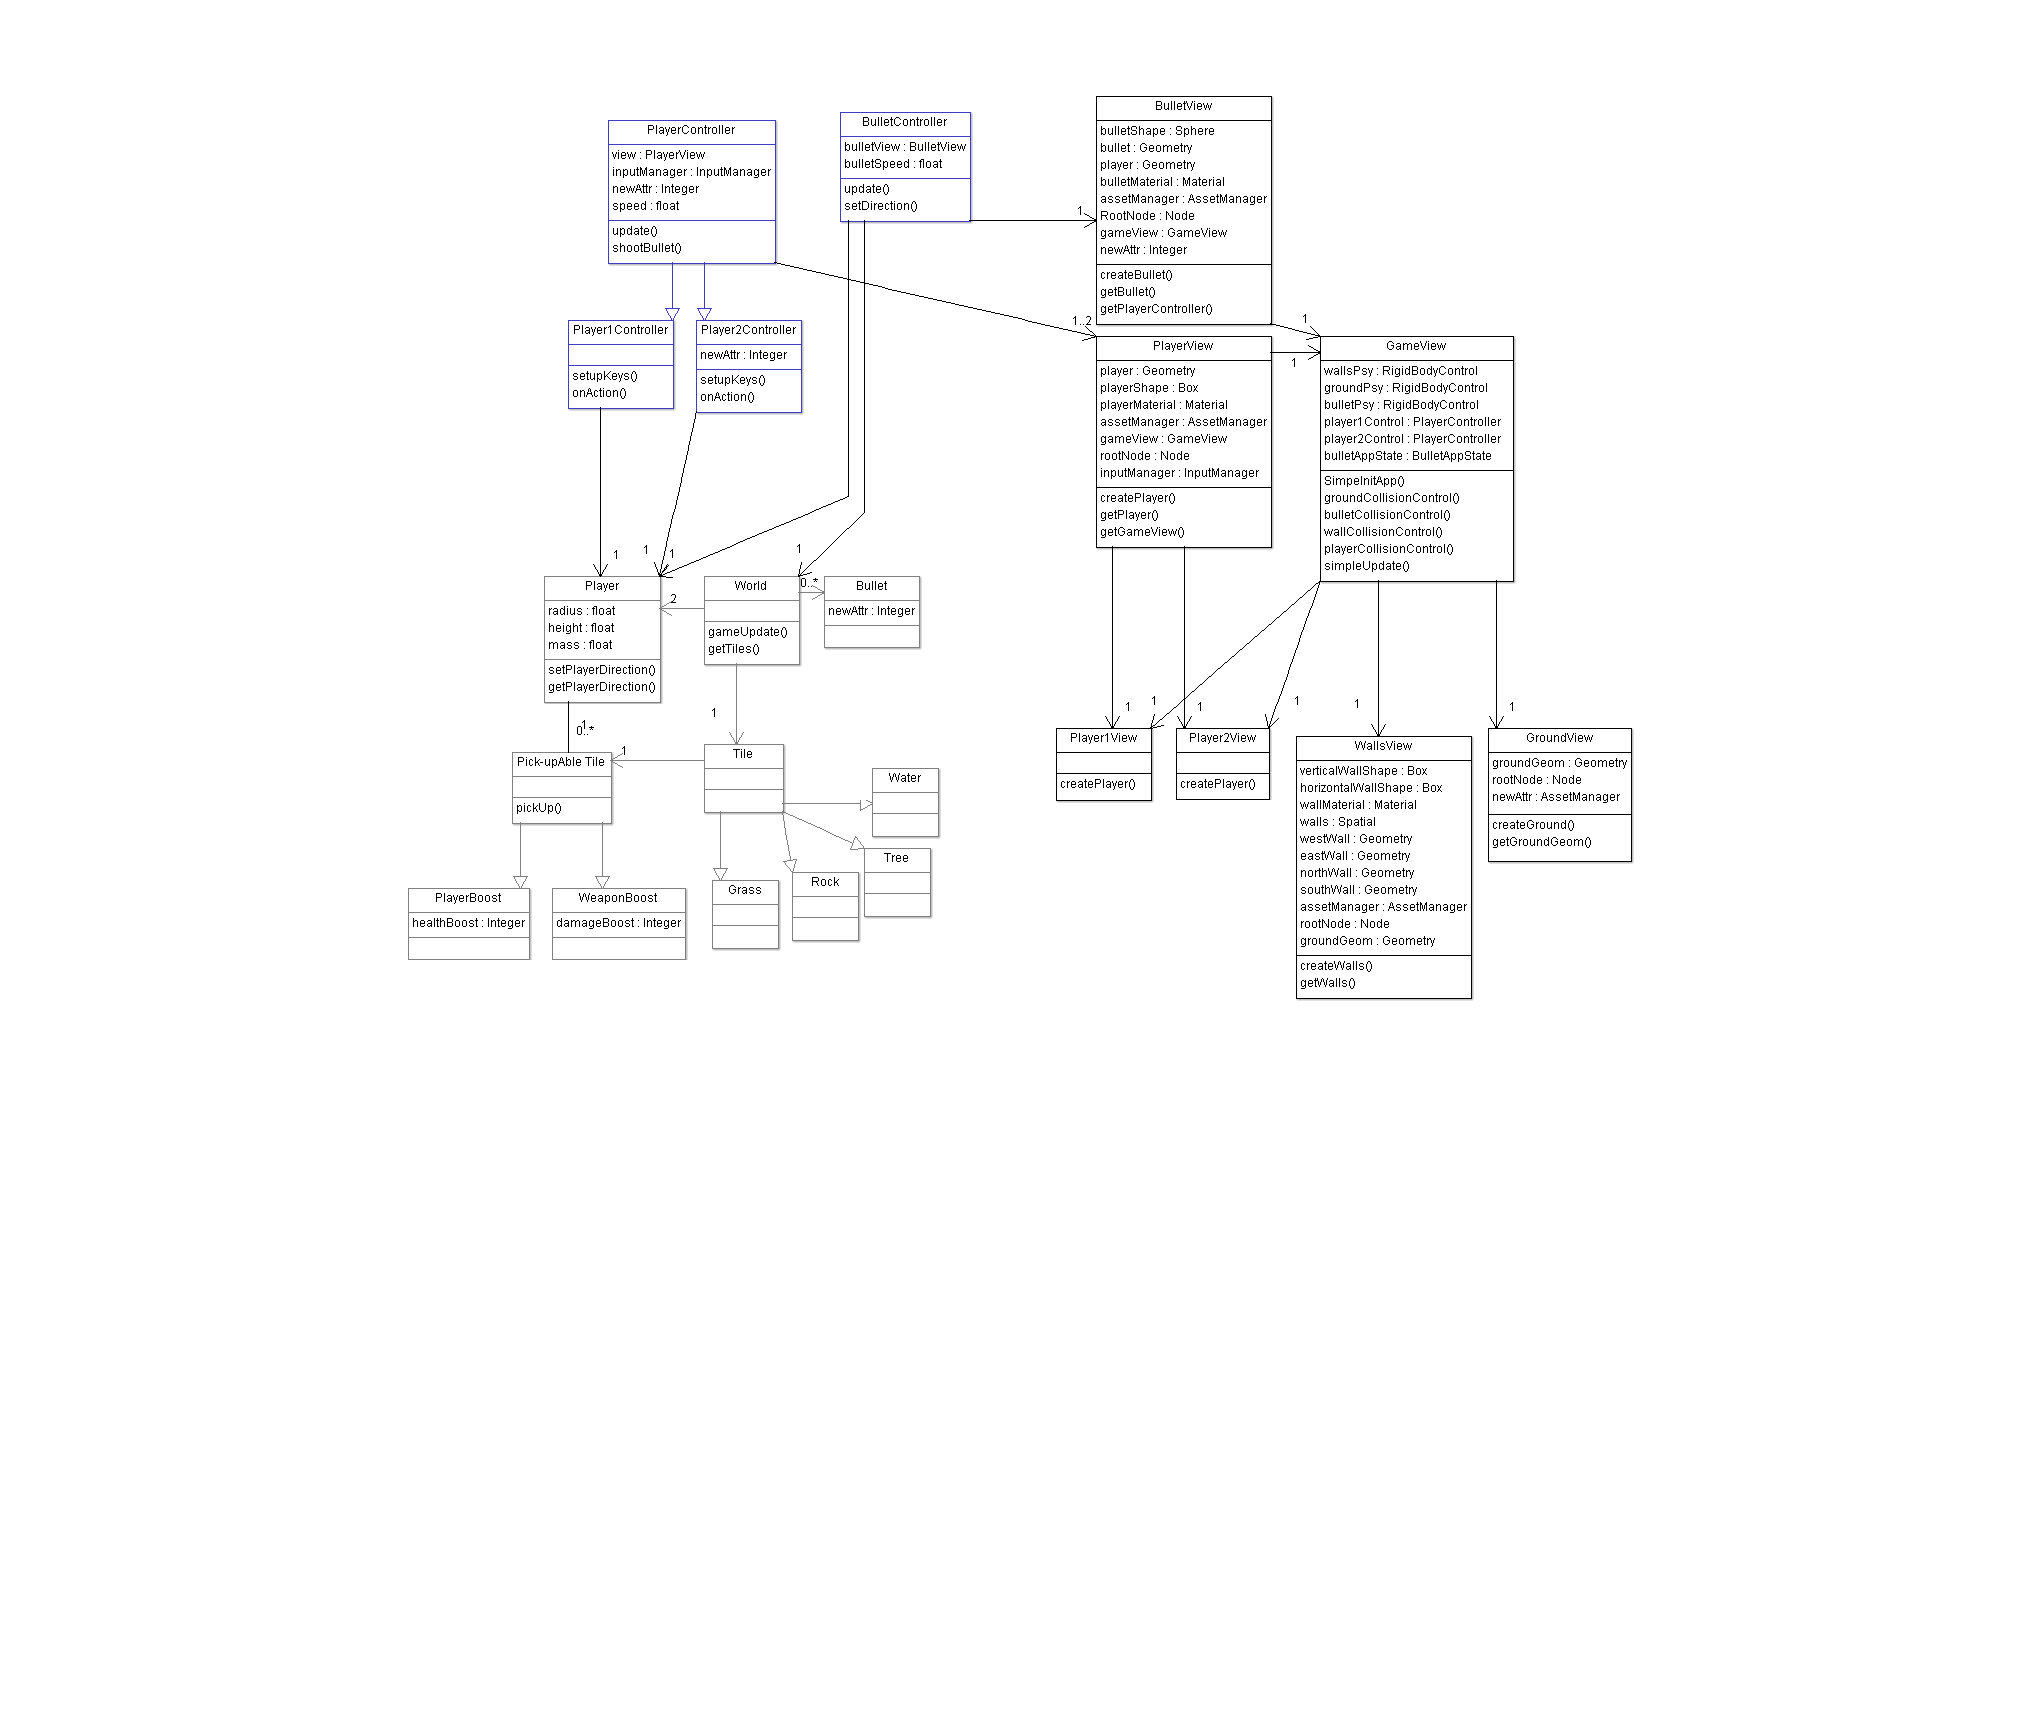 PlayerController
view : PlayerView
inputManager : InputManager
newAttr : Integer
speed : float
update()
shootBullet()
BulletController
bulletView : BulletView
bulletSpeed : float
update()
setDirection()
BulletView
bulletShape : Sphere
bullet : Geometry
player : Geometry
bulletMaterial : Material
assetManager : AssetManager
RootNode : Node
gameView : GameView
newAttr : Integer
createBullet()
getBullet()
getPlayerController()
1
1..2
1
1
Player1Controller
setupKeys()
onAction()
Player2Controller
newAttr : Integer
setupKeys()
onAction()
PlayerView
player : Geometry
playerShape : Box
playerMaterial : Material
assetManager : AssetManager
gameView : GameView
rootNode : Node
inputManager : InputManager
createPlayer()
getPlayer()
getGameView()
GameView
wallsPsy : RigidBodyControl
groundPsy : RigidBodyControl
bulletPsy : RigidBodyControl
player1Control : PlayerController
player2Control : PlayerController
bulletAppState : BulletAppState
SimpelnitApp()
groundCollisionControl()
bulletCollisionControl()
wallCollisionControl()
playerCollisionControl()
simpleUpdate()
1
1
1
1
Player
radius : float
height : float
mass : float
setPlayerDirection()
getPlayerDirection()
2
World
gameUpdate()
getTiles()
0..*
Bullet
newAttr : Integer
1
0..*
1
1
Pick-upAble Tile
pickUp()
Tile
Water
Tree
Rock
Grass
PlayerBoost
healthBoost : Integer
WeaponBoost
damageBoost : Integer
1
1
1
1
1
1
Player1View
createPlayer()
Player2View
createPlayer()
WallsView
verticalWallShape : Box
horizontalWallShape : Box
wallMaterial : Material
walls : Spatial
westWall : Geometry
eastWall : Geometry
northWall : Geometry
southWall : Geometry
assetManager : AssetManager
rootNode : Node
groundGeom : Geometry
createWalls()
getWalls()
GroundView
groundGeom : Geometry
rootNode : Node
newAttr : AssetManager
createGround()
getGroundGeom()